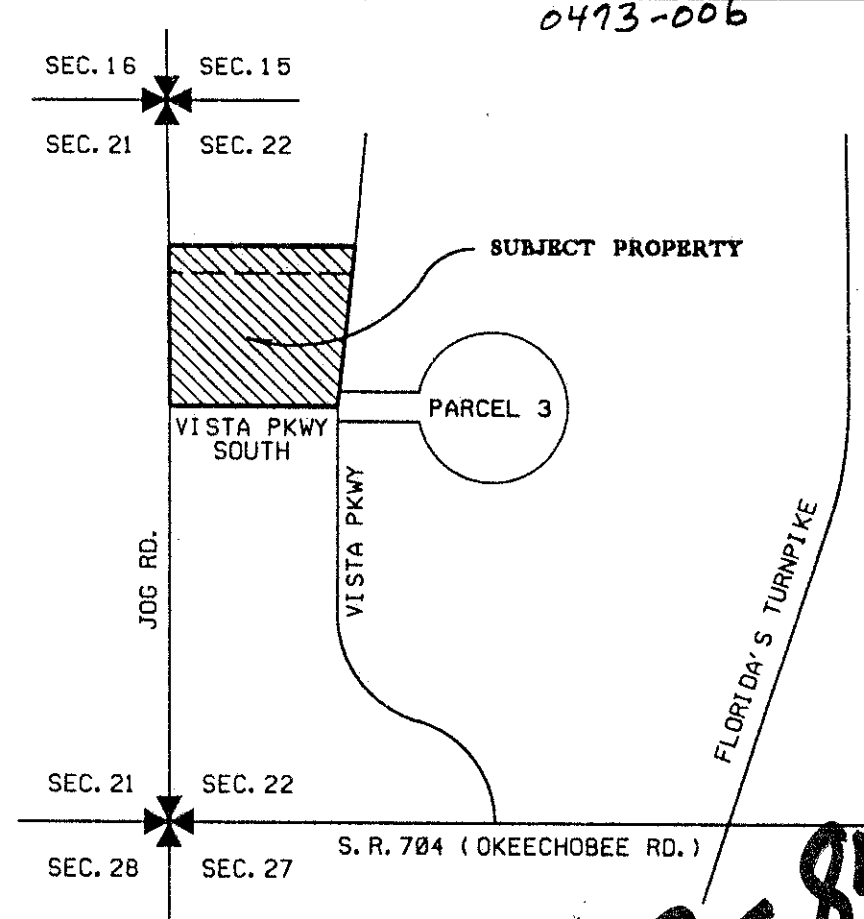 0473-006
SEC. 16 SEC. 15
SEC. 21 SEC. 22
SUBJECT PROPERTY
PARCEL 3
VISTA PKWY
SOUTH
VISTA PKWY
JOG RD.
FLORIDA'S TURNPIKE
SEC. 21 SEC. 22
S. R. 704 ( OKEECHOBEE RD. )
SEC. 28 SEC. 27